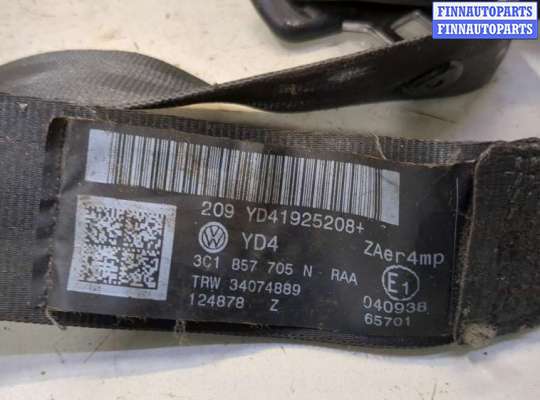 FINNAUTOPARTS
FINNAUTOPARTS
209 YD41925208+
YD4 ZAer4mp
3C1 857 705 N RAA E1
TRW 34074889 040938
124878 Z 65701